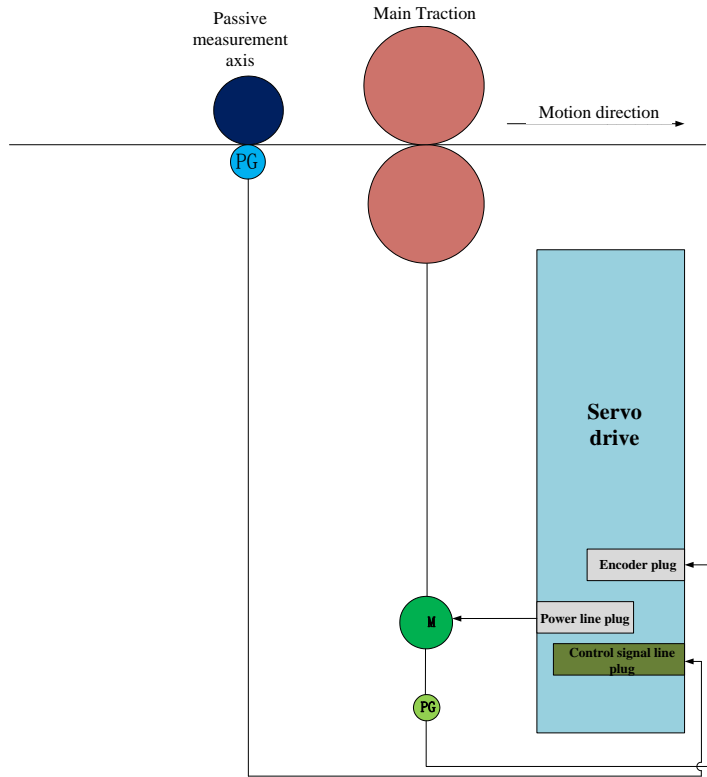 Passive
measurement
axis
Main Traction
Motion direction
PG
Servo
drive
Encoder plug
Power line plug
M
Control signal line
plug
PG